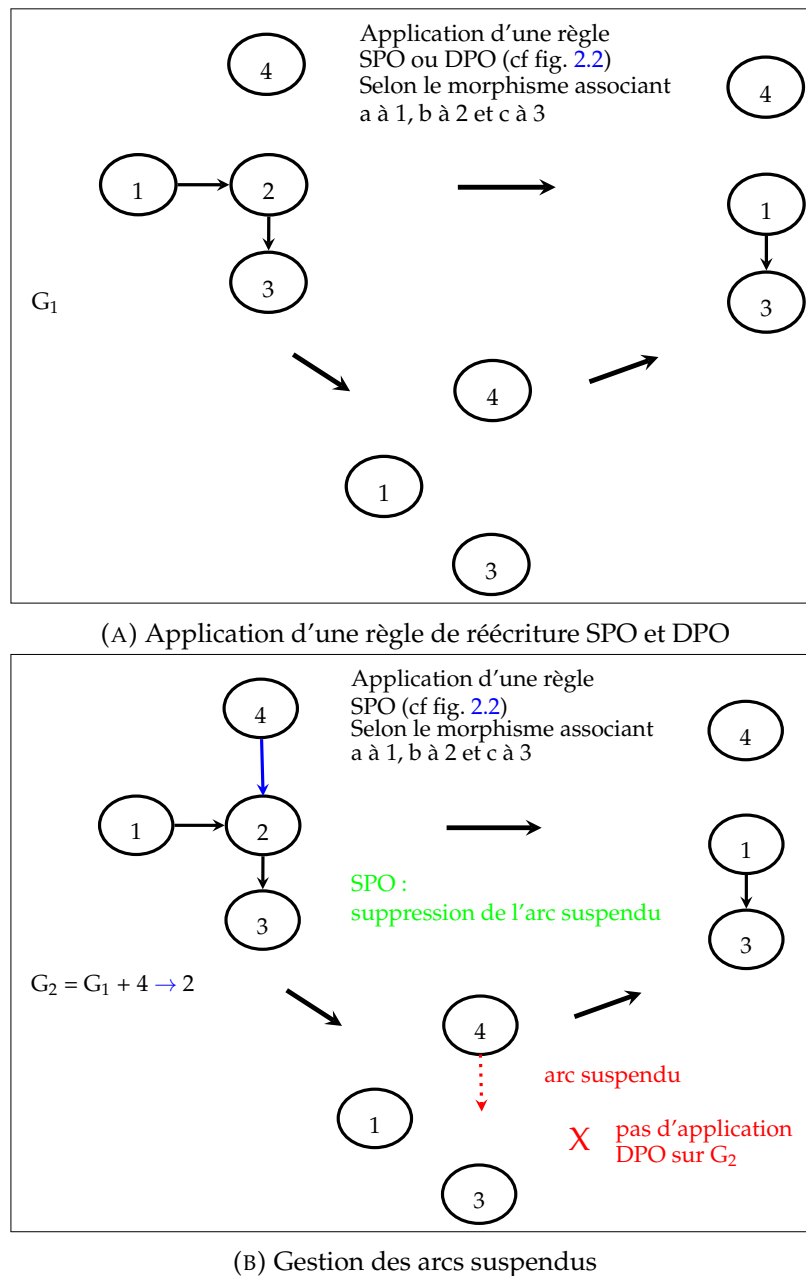 4
Application d'une règle
SPO ou DPO (cf fig. 2.2)
Selon le morphisme associant
a à 1, b à 2 et c à 3
4
1
2
1
3
3
G₁
4
1
3
(A) Application d'une règle de réécriture SPO et DPO
4
Application d'une règle
SPO (cf fig. 2.2)
Selon le morphisme associant
a à 1, b à 2 et c à 3
4
1
2
1
SPO :
suppression de l'arc suspendu
3
3
G₂ = G₁ + 4 → 2
4
arc suspendu
1
X
pas d'application
DPO sur G₂
3
(B) Gestion des arcs suspendus